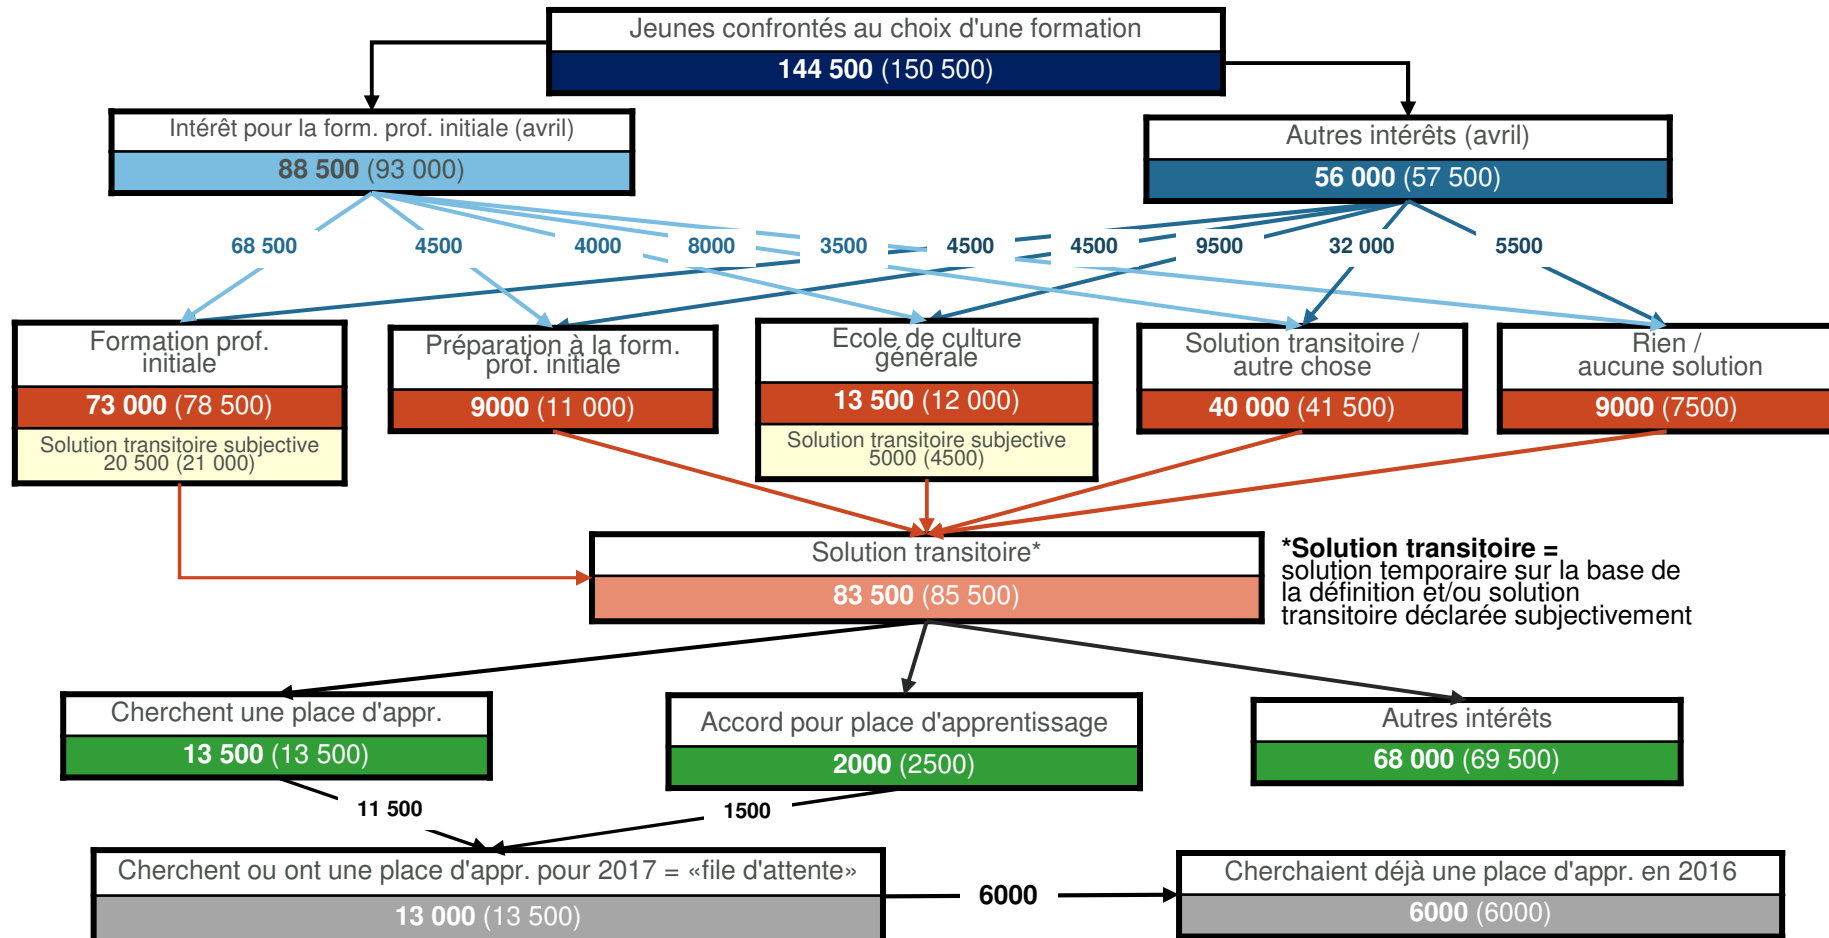 Jeunes confrontés au choix d'une formation
144 500 (150 500)
Intérêt pour la form. prof. initiale (avril)
88 500 (93 000)
Autres intérêts (avril)
56 000 (57 500)
68 500
4500
4000
8000
3500
4500
4500
9500
32 000
5500
Formation prof.
initiale
73 000 (78 500)
Solution transitoire subjective
20 500 (21 000)
Préparation à la form.
prof. initiale
9000 (11 000)
Ecole de culture
générale
13 500 (12 000)
Solution transitoire subjective
5000 (4500)
Solution transitoire /
autre chose
40 000 (41 500)
Rien /
aucune solution
9000 (7500)
Solution transitoire*
83 500 (85 500)
*Solution transitoire =
solution temporaire sur la base de
la définition et/ou solution
transitoire déclarée subjectivement
Cherchent une place d'appr.
13 500 (13 500)
Accord pour place d'apprentissage
2000 (2500)
Autres intérêts
68 000 (69 500)
11 500
1500
Cherchent ou ont une place d'appr. pour 2017 = «file d'attente»
13 000 (13 500)
6000
Cherchaient déjà une place d'appr. en 2016
6000 (6000)